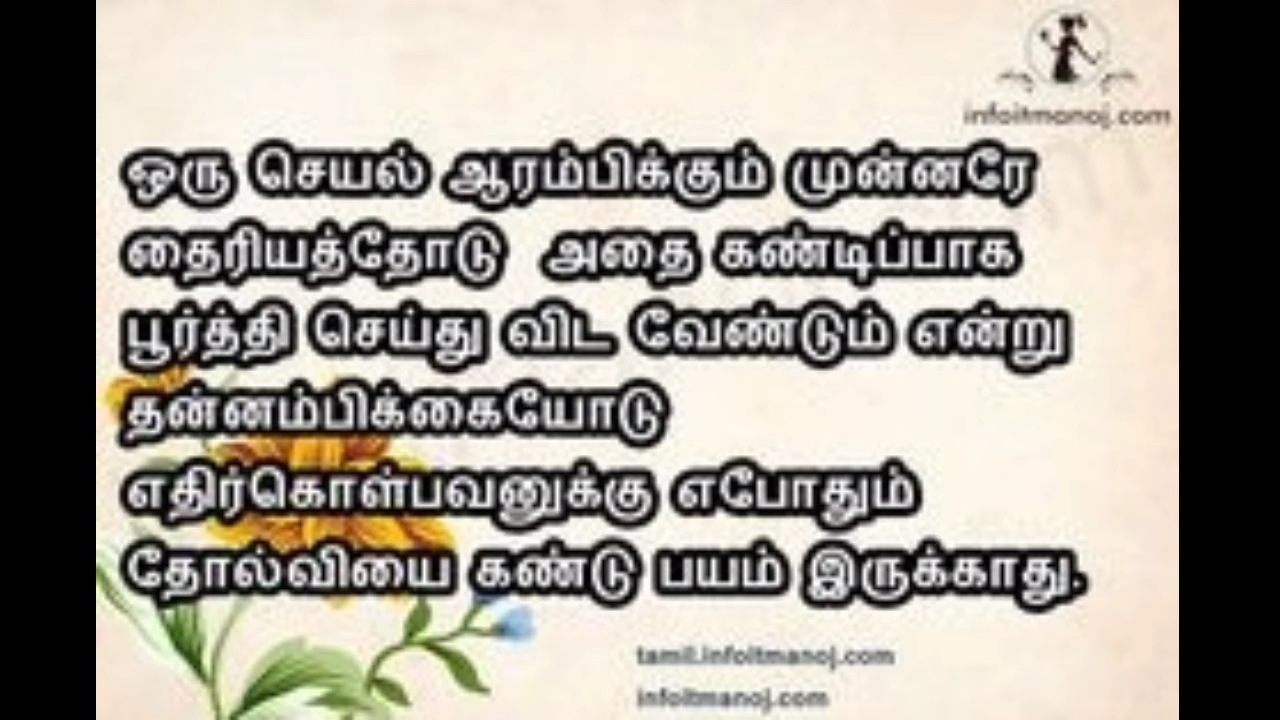 infoitmanoj.com
ஒரு செயல் ஆரம்பிக்கும் முன்னரே
தைரியத்தோடு அதை கண்டிப்பாக
பூர்த்தி செய்து விட வேண்டும் என்று
தன்னம்பிக்கையோடு
எதிர்கொள்பவனுக்கு எபோதும்
தோல்வியை கண்டு பயம் இருக்காது.
tamil.infoitmanoj.com
infoitmanoj.com